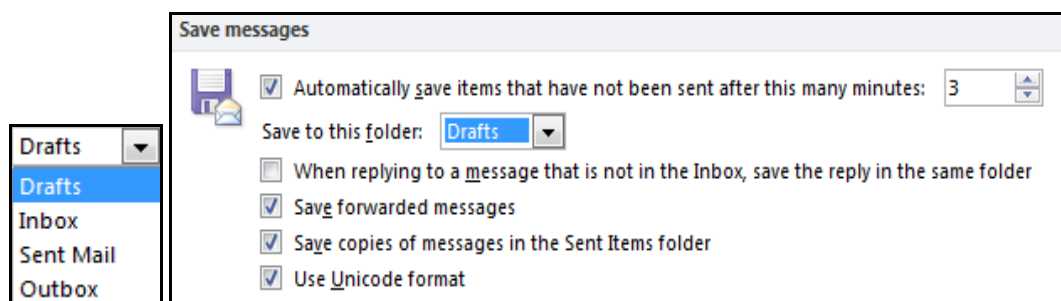 Save messages
Automatically save items that have not been sent after this many minutes: 3
Save to this folder: Drafts
When replying to a message that is not in the Inbox, save the reply in the same folder
Save forwarded messages
Save copies of messages in the Sent Items folder
Use Unicode format
Drafts
Drafts
Inbox
Sent Mail
Outbox